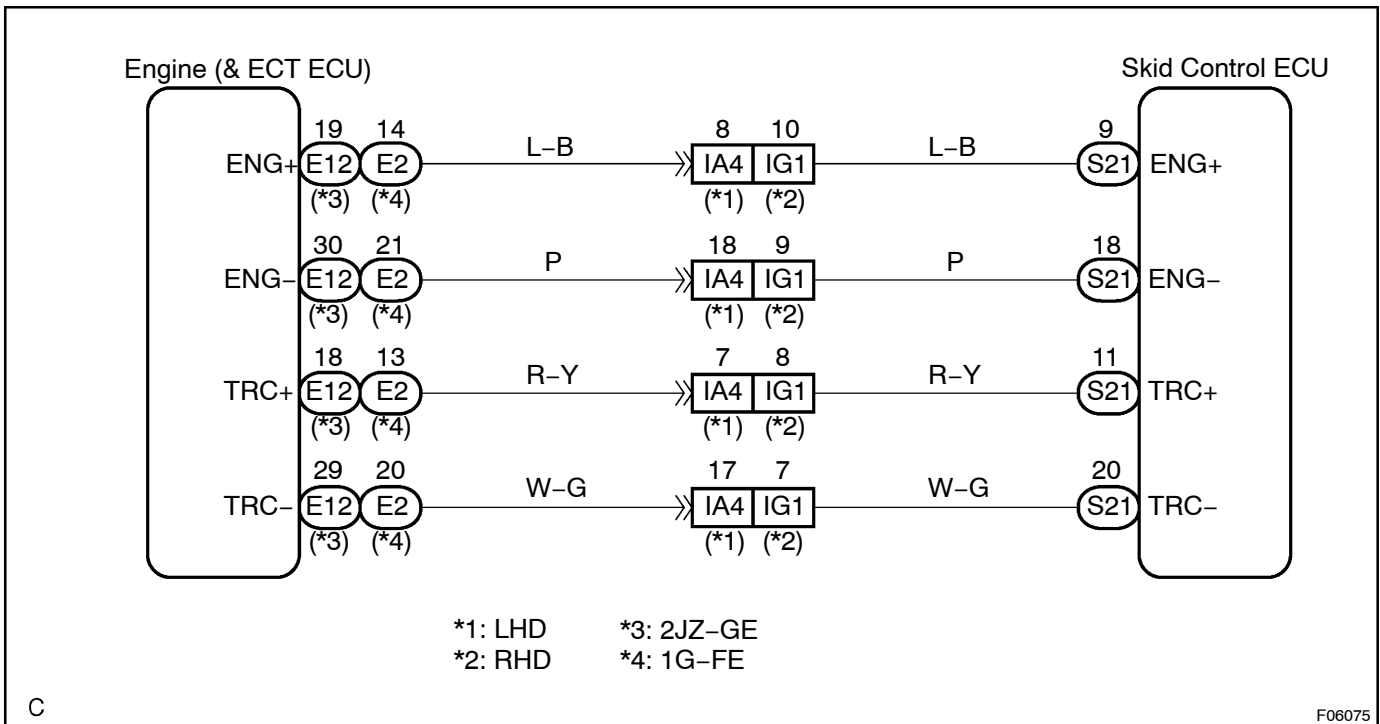 Engine (& ECT ECU)
Skid Control ECU
19 14 8 10 9
ENG+ E12 E2 L−B IA4 IG1 L−B S21 ENG+
(*3) (*4) (*1) (*2)
30 21 18 9 18
ENG− E12 E2 P IA4 IG1 P S21 ENG−
(*3) (*4) (*1) (*2)
18 13 7 8 11
TRC+ E12 E2 R−Y IA4 IG1 R−Y S21 TRC+
(*3) (*4) (*1) (*2)
29 20 17 7 20
TRC− E12 E2 W−G IA4 IG1 W−G S21 TRC−
(*3) (*4) (*1) (*2)
*1: LHD *3: 2JZ−GE
*2: RHD *4: 1G−FE
C
F06075